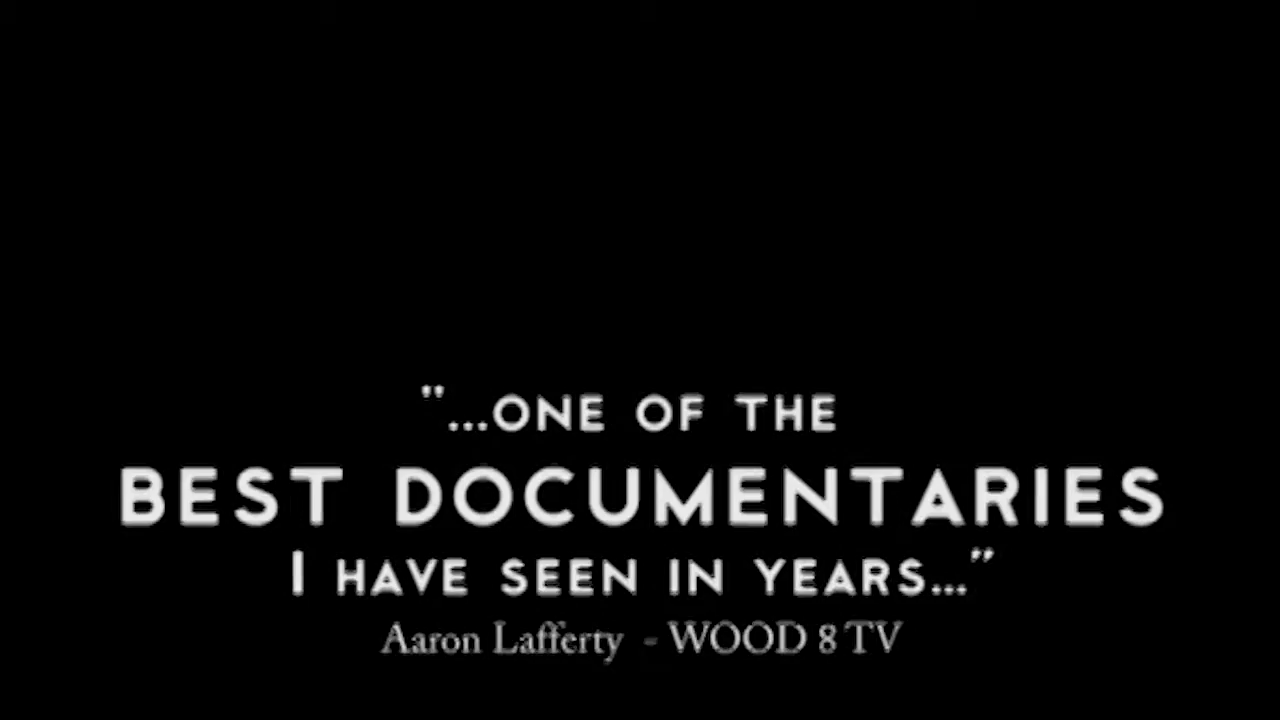 "...ONE OF THE
BEST DOCUMENTARIES
I HAVE SEEN IN YEARS..."
Aaron Lafferty - WOOD 8 TV